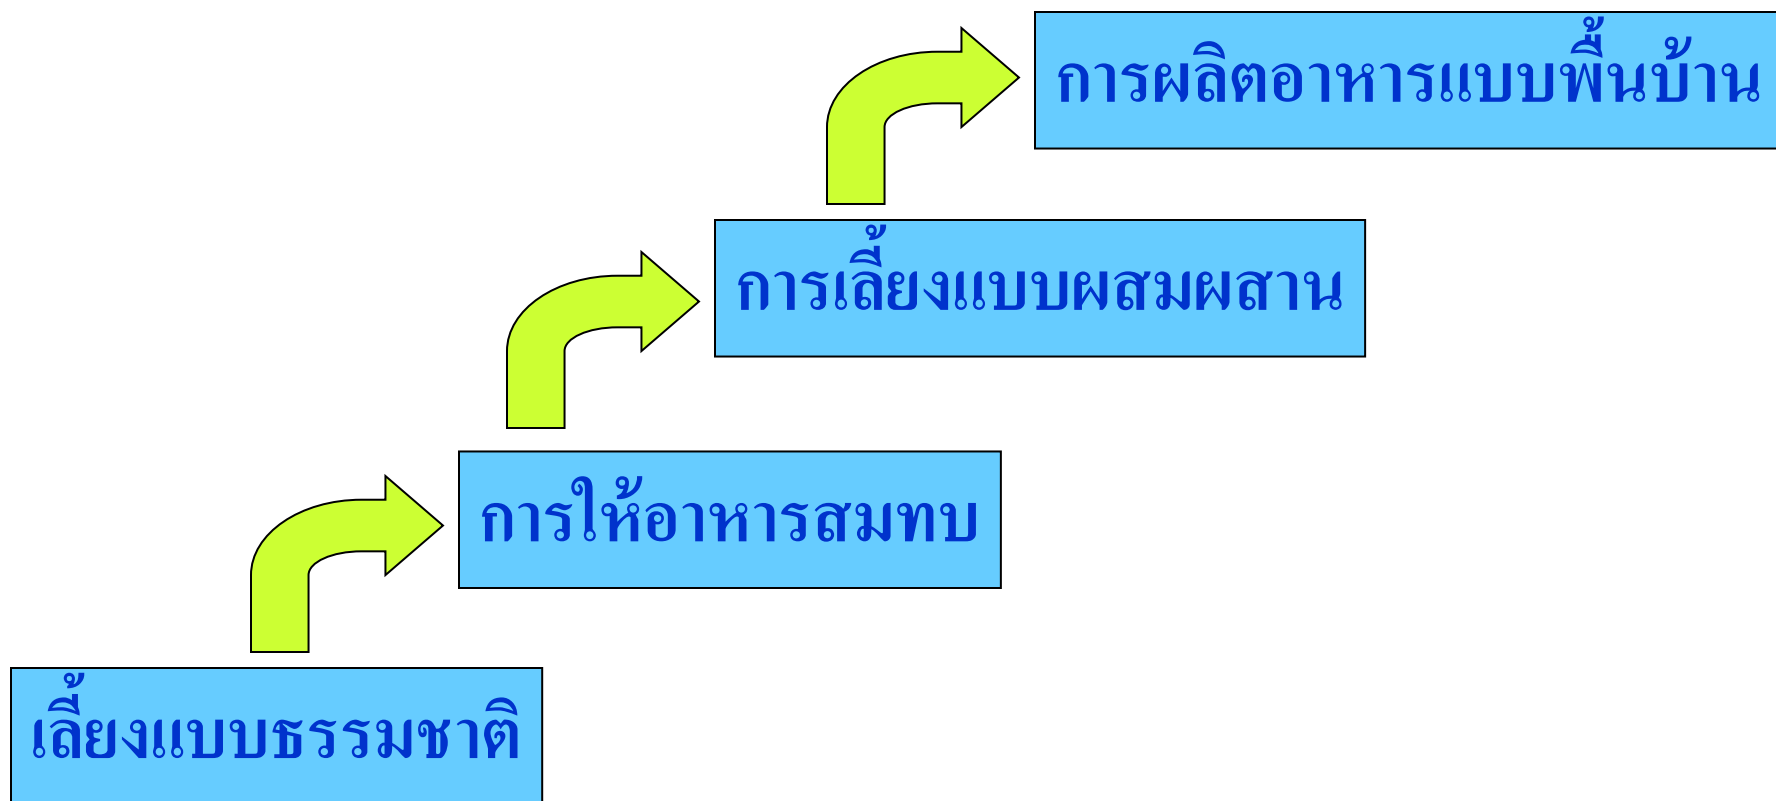 การผลิตอาหารแบบพื้นบ้าน
การเลี้ยงแบบผสมผสาน
การให้อาหารสมทบ
เลี้ยงแบบธรรมชาติ